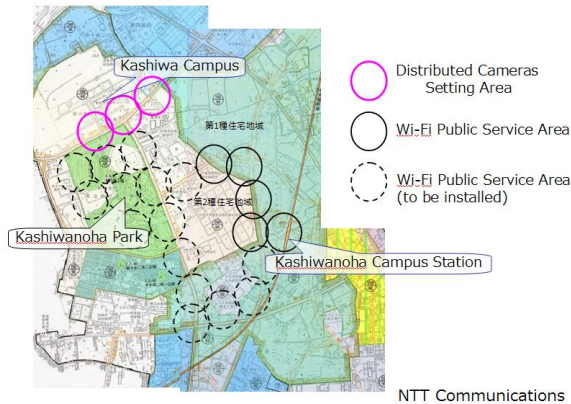 Kashiwa Campus
Distributed Cameras
Setting Area
第1種住宅地域
Wi-Fi Public Service Area
Wi-Fi Public Service Area
(to be installed)
第2種住宅地域
Kashiwanoha Park
Kashiwanoha Campus Station
NTT Communications